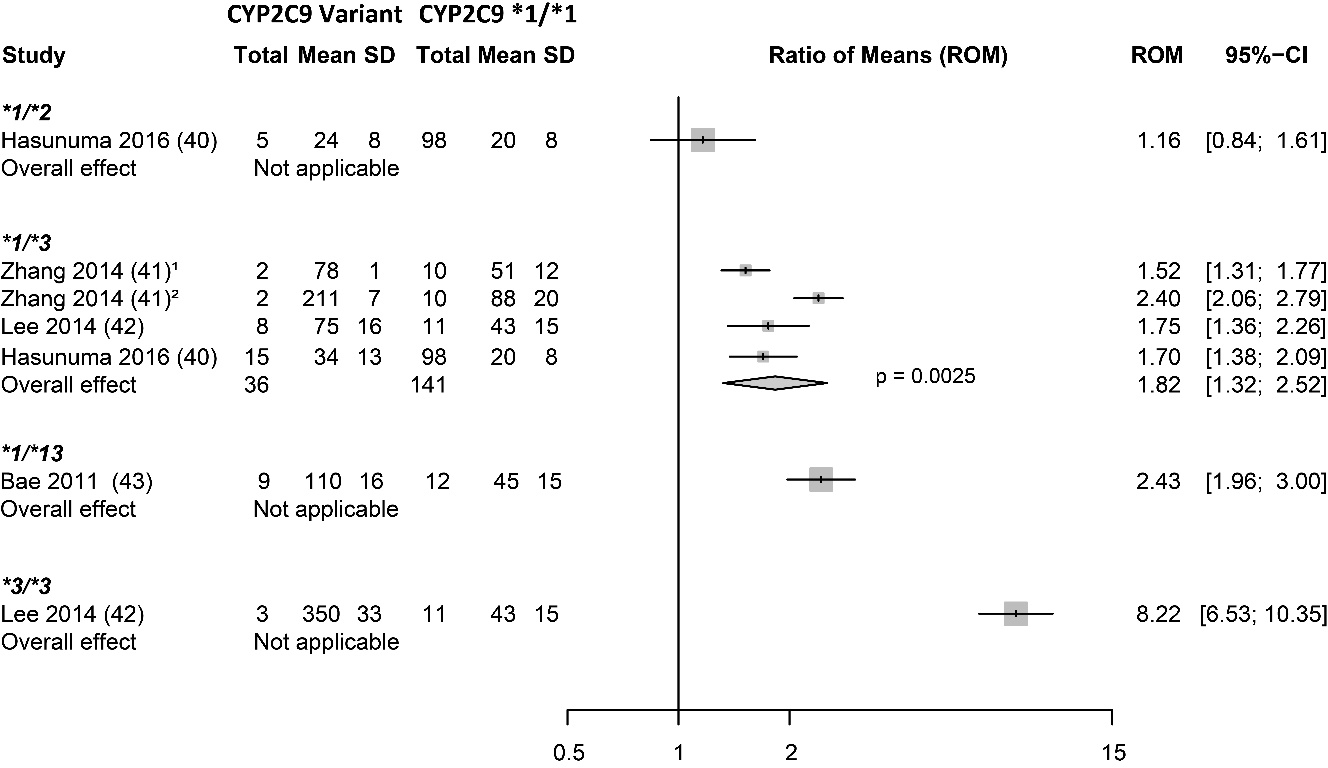 CYP2C9 Variant CYP2C9 *1/*1
Study Total Mean SD Total Mean SD Ratio of Means (ROM) ROM 95%−CI
*1/*2
Hasunuma 2016 (40) 5 24 8 98 20 8 1.16 [0.84; 1.61]
Overall effect Not applicable
*1/*3
Zhang 2014 (41)¹ 2 78 1 10 51 12 1.52 [1.31; 1.77]
Zhang 2014 (41)² 2 211 7 10 88 20 2.40 [2.06; 2.79]
Lee 2014 (42) 8 75 16 11 43 15 1.75 [1.36; 2.26]
Hasunuma 2016 (40) 15 34 13 98 20 8 1.70 [1.38; 2.09]
Overall effect 36 141 p = 0.0025 1.82 [1.32; 2.52]
*1/*13
Bae 2011 (43) 9 110 16 12 45 15 2.43 [1.96; 3.00]
Overall effect Not applicable
*3/*3
Lee 2014 (42) 3 350 33 11 43 15 8.22 [6.53; 10.35]
Overall effect Not applicable
0.5 1 2 15